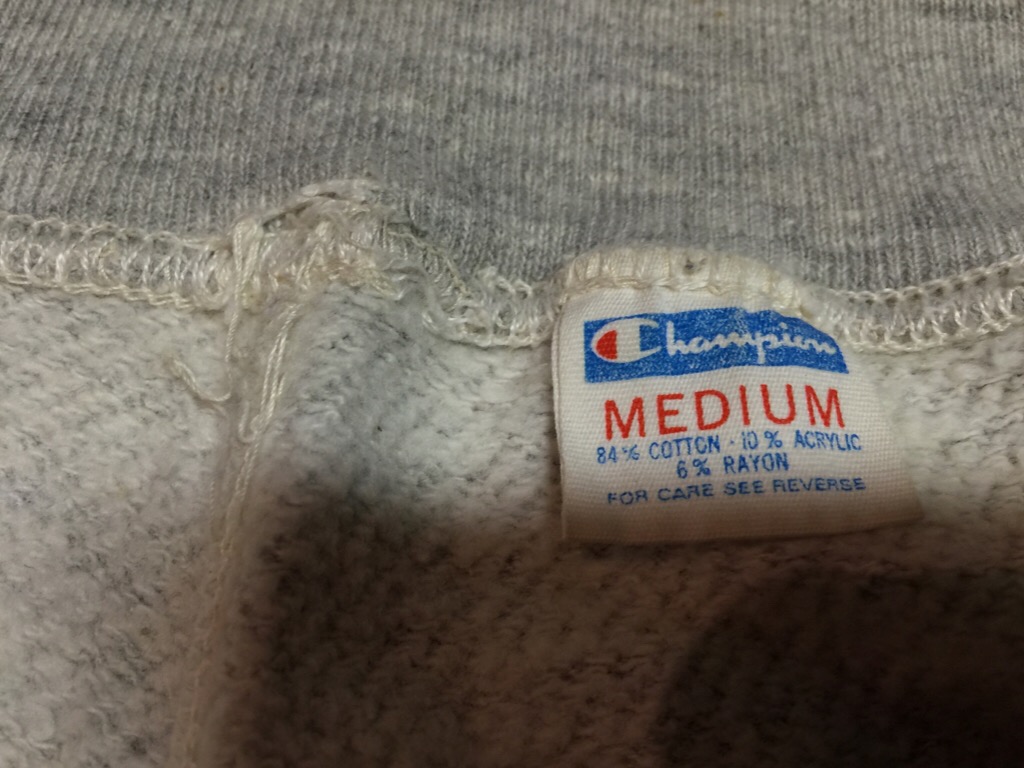 Champion
MEDIUM
84% COTTON - 10% ACRYLIC
6% RAYON
FOR CARE SEE REVERSE